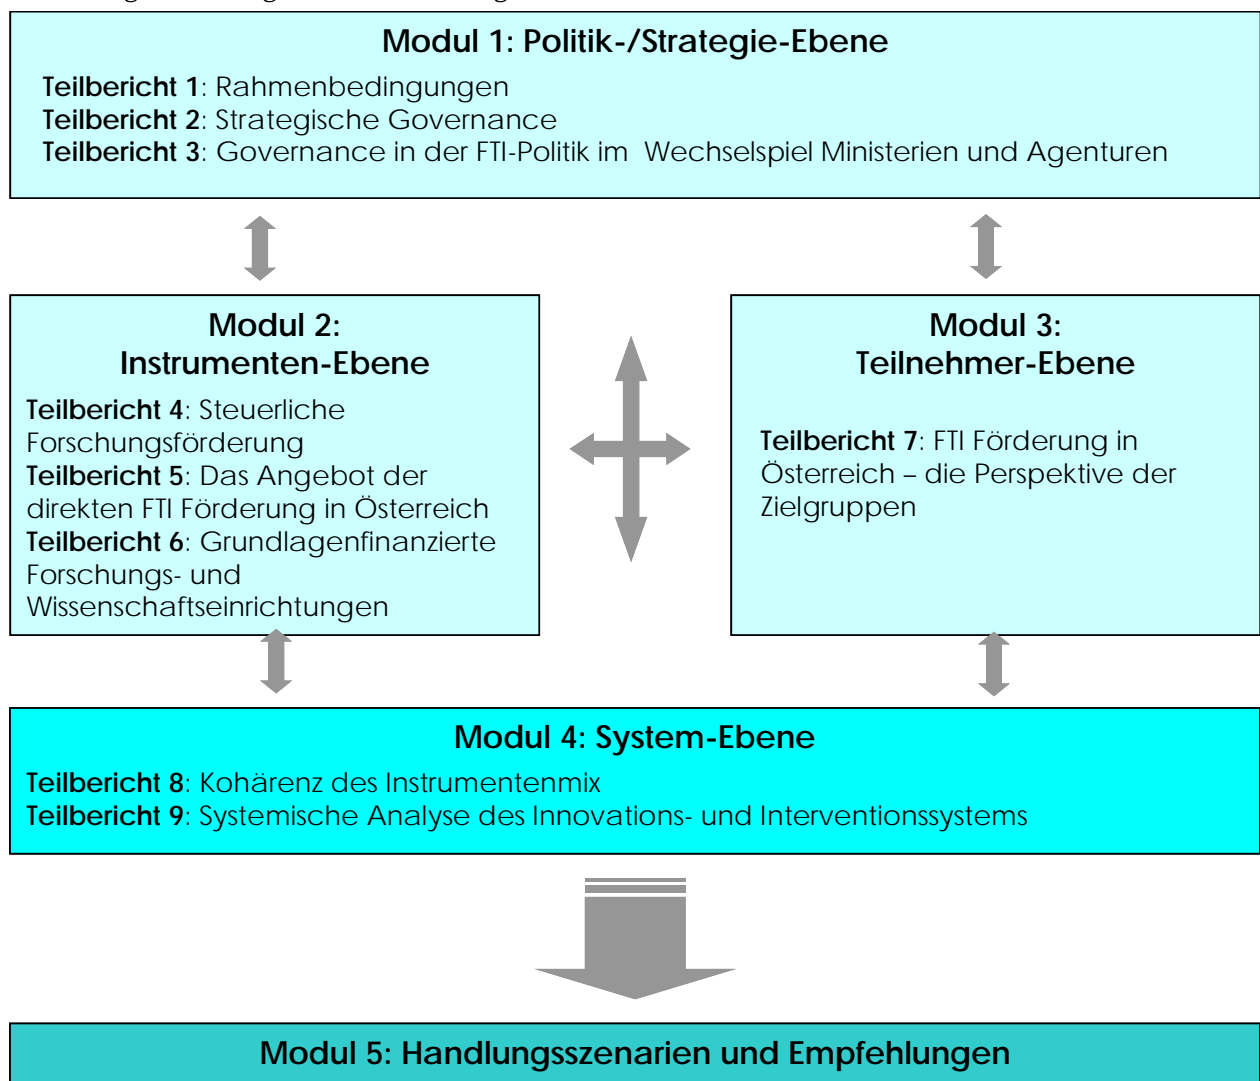 Modul 1: Politik-/Strategie-Ebene
Teilbericht 1: Rahmenbedingungen
Teilbericht 2: Strategische Governance
Teilbericht 3: Governance in der FTI-Politik im Wechselspiel Ministerien und Agenturen
Modul 2:
Instrumenten-Ebene
Teilbericht 4: Steuerliche
Forschungsförderung
Teilbericht 5: Das Angebot der
direkten FTI Förderung in Österreich
Teilbericht 6: Grundlagenfinanzierte
Forschungs- und
Wissenschaftseinrichtungen
Modul 3:
Teilnehmer-Ebene
Teilbericht 7: FTI Förderung in
Österreich – die Perspektive der
Zielgruppen
Modul 4: System-Ebene
Teilbericht 8: Kohärenz des Instrumentenmix
Teilbericht 9: Systemische Analyse des Innovations- und Interventionssystems
Modul 5: Handlungsszenarien und Empfehlungen